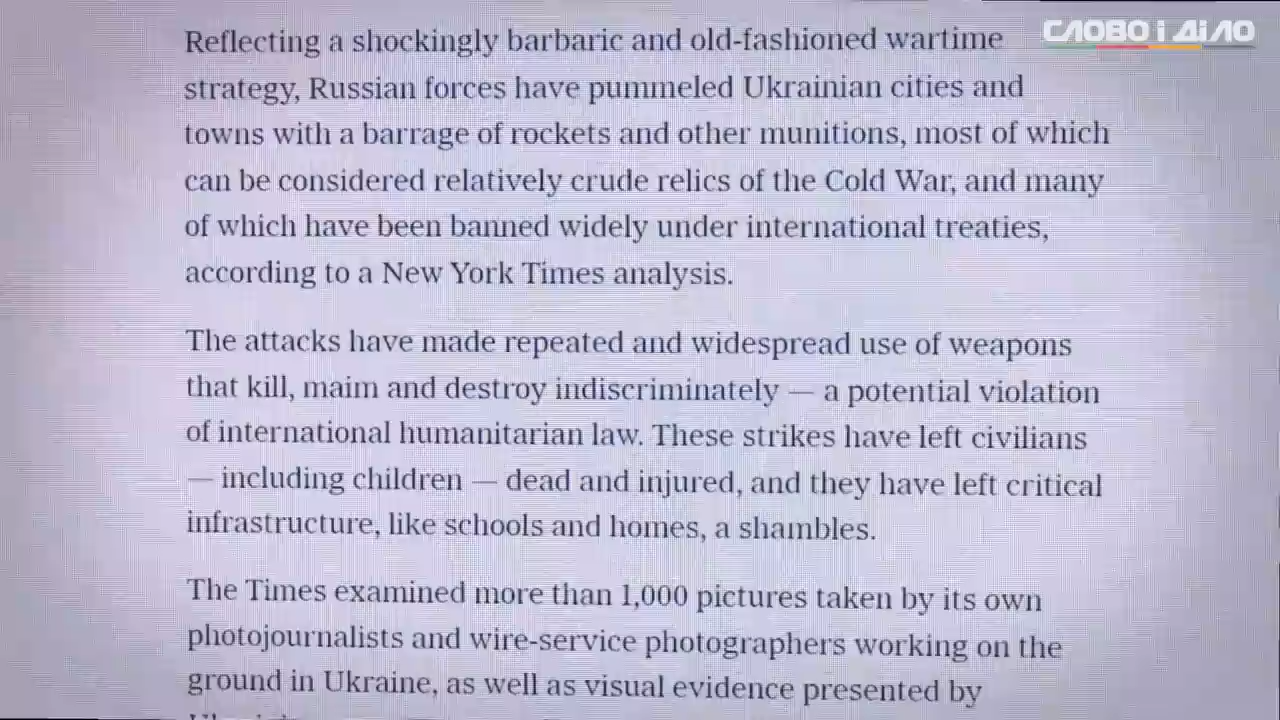 СЛОВО і ДіЛО
Reflecting a shockingly barbaric and old-fashioned wartime
strategy, Russian forces have pummeled Ukrainian cities and
towns with a barrage of rockets and other munitions, most of which
can be considered relatively crude relics of the Cold War, and many
of which have been banned widely under international treaties,
according to a New York Times analysis.
The attacks have made repeated and widespread use of weapons
that kill, maim and destroy indiscriminately — a potential violation
of international humanitarian law. These strikes have left civilians
— including children — dead and injured, and they have left critical
infrastructure, like schools and homes, a shambles.
The Times examined more than 1,000 pictures taken by its own
photojournalists and wire-service photographers working on the
ground in Ukraine, as well as visual evidence presented by